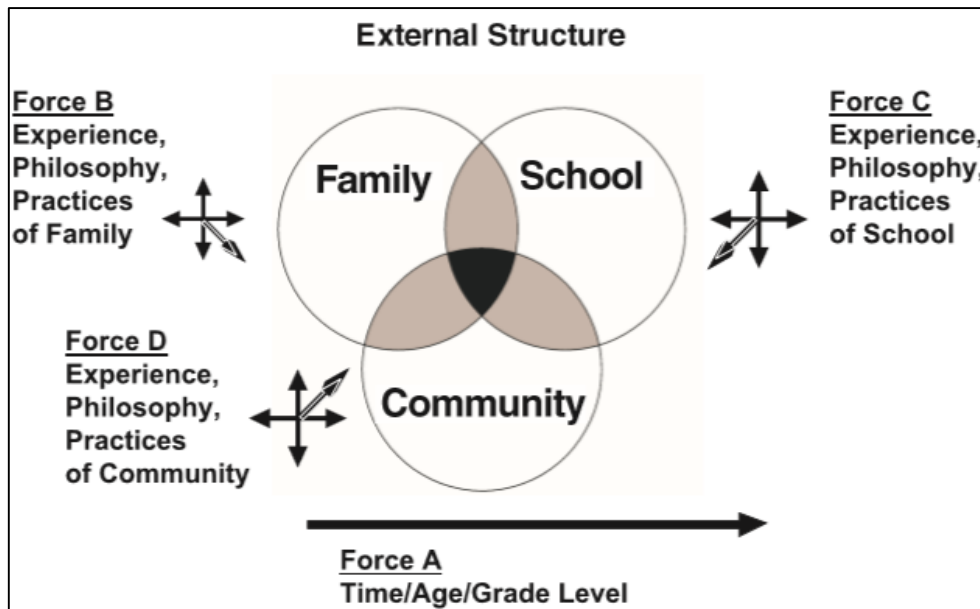 External Structure
Force B
Experience,
Philosophy,
Practices
of Family
Family
School
Force C
Experience,
Philosophy,
Practices
of School
Force D
Experience,
Philosophy,
Practices
of Community
Community
Force A
Time/Age/Grade Level